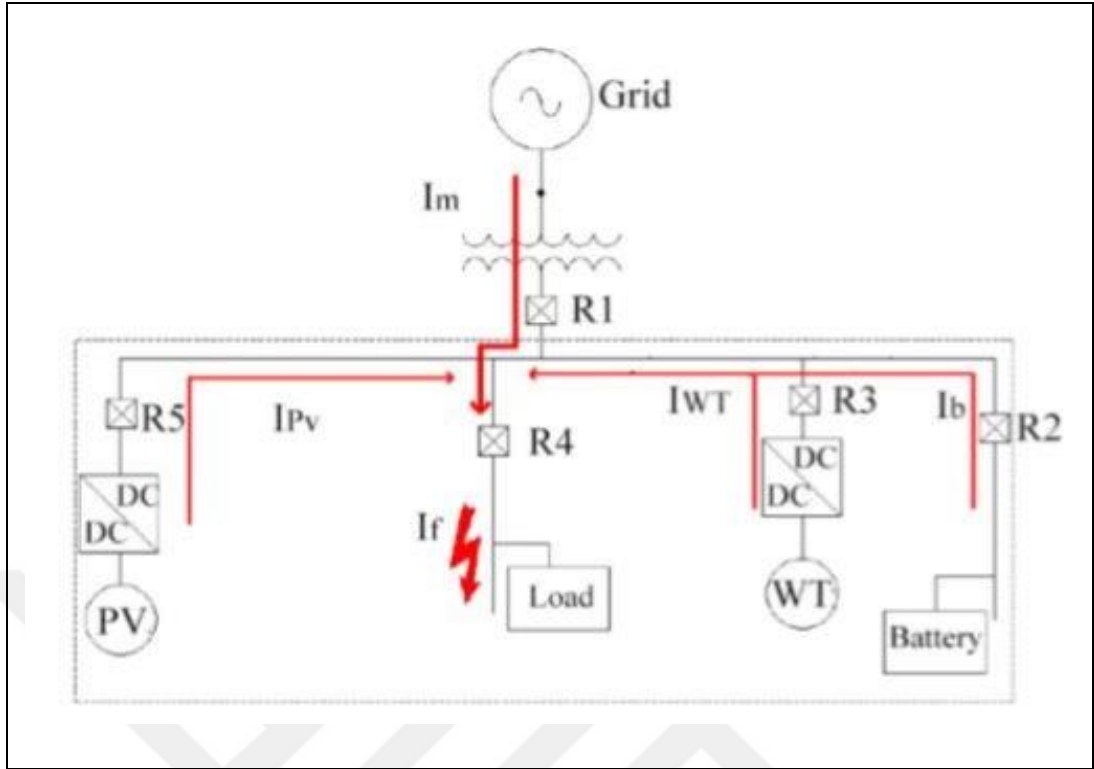 Grid
Im
R1
R5
IPv
R4
IWT
R3
Ib
R2
DC
DC
DC
DC
If
Load
PV
WT
Battery